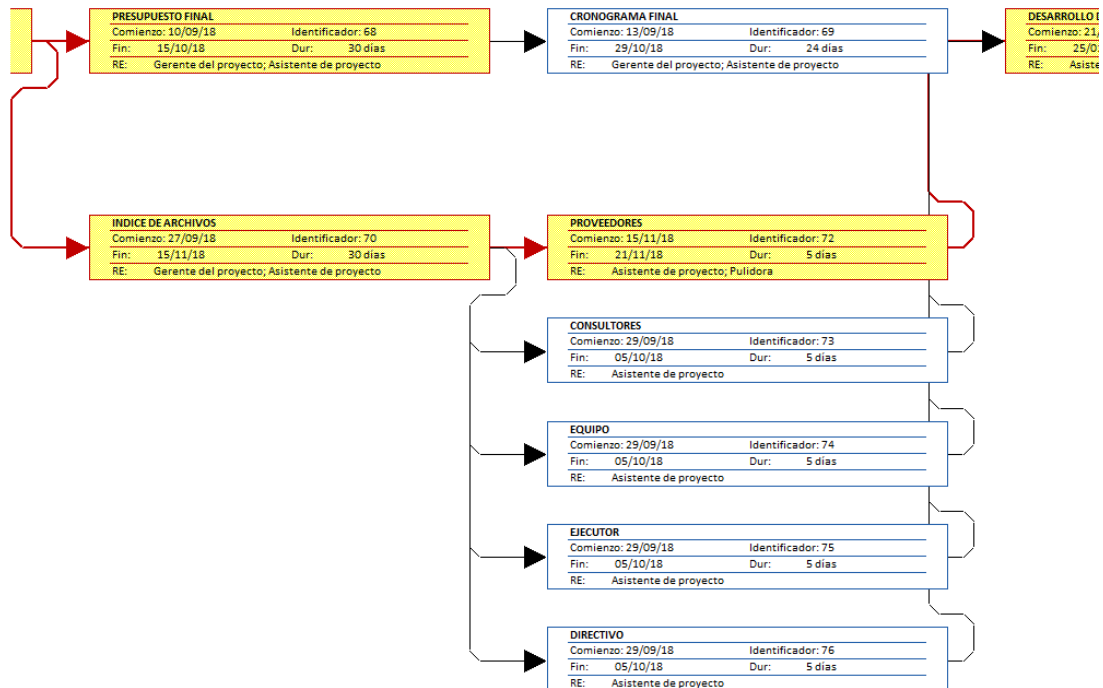 PRESUPUESTO FINAL
Comienzo: 10/09/18 Identificador: 68
Fin: 15/10/18 Dur: 30 días
RE: Gerente del proyecto; Asistente de proyecto
CRONOGRAMA FINAL
Comienzo: 13/09/18 Identificador: 69
Fin: 29/10/18 Dur: 24 días
RE: Gerente del proyecto; Asistente de proyecto
DESARROLLO
Comienzo: 21/
Fin: 25/0
RE:
INDICE DE ARCHIVOS
Comienzo: 27/09/18 Identificador: 70
Fin: 15/11/18 Dur: 30 días
RE: Gerente del proyecto; Asistente de proyecto
PROVEEDORES
Comienzo: 15/11/18 Identificador: 72
Fin: 21/11/18 Dur: 5 días
RE: Asistente de proyecto; Pulidora
CONSULTORES
Comienzo: 29/09/18 Identificador: 73
Fin: 05/10/18 Dur: 5 días
RE: Asistente de proyecto
EQUIPO
Comienzo: 29/09/18 Identificador: 74
Fin: 05/10/18 Dur: 5 días
RE: Asistente de proyecto
EJECUTOR
Comienzo: 29/09/18 Identificador: 75
Fin: 05/10/18 Dur: 5 días
RE: Asistente de proyecto
DIRECTIVO
Comienzo: 29/09/18 Identificador: 76
Fin: 05/10/18 Dur: 5 días
RE: Asistente de proyecto